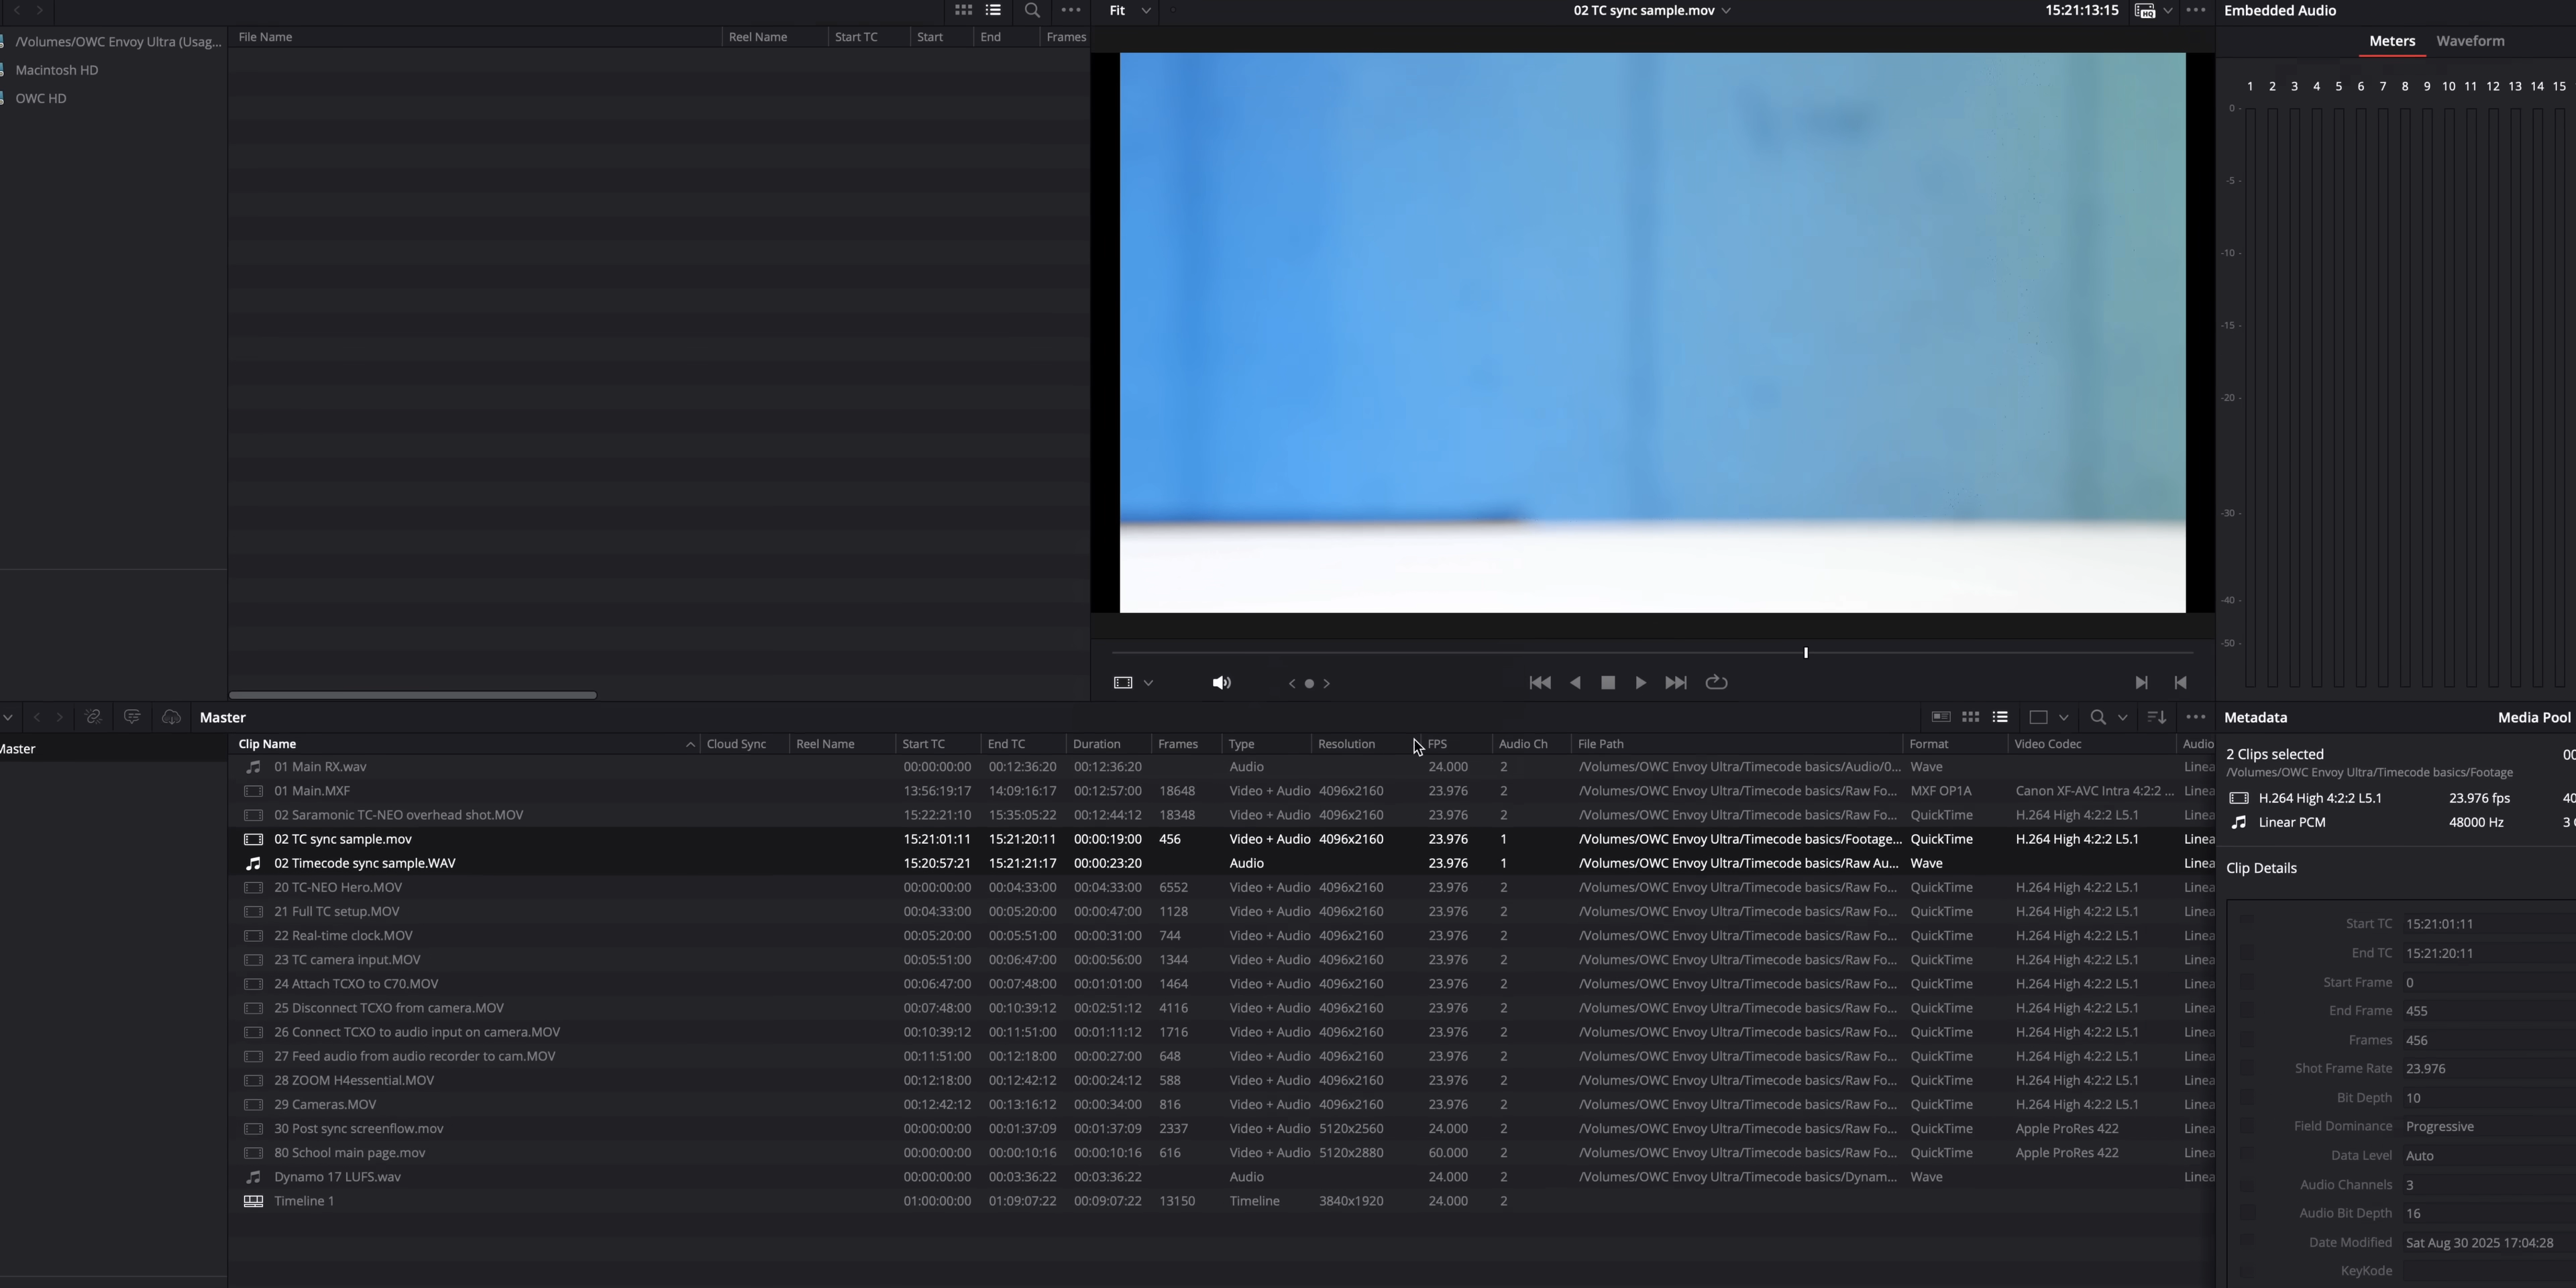 Fit 02 TC sync sample.mov 15:21:13:15 HQ Embedded Audio
/Volumes/OWC Envoy Ultra (Usag... File Name Reel Name Start TC Start End Frames Meters Waveform
Macintosh HD
OWC HD
1 2 3 4 5 6 7 8 9 10 11 12 13 14 15
0
-5
-10
-15
-20
-30
-40
-50
Master Metadata Media Pool
Master
Clip Name Cloud Sync Reel Name Start TC End TC Duration Frames Type Resolution FPS Audio Ch File Path Format Video Codec Audio
01 Main RX.wav 00:00:00:00 00:12:36:20 00:12:36:20 Audio 24.000 2 /Volumes/OWC Envoy Ultra/Timecode basics/Audio/0... Wave Linea
01 Main.MXF 13:56:19:17 14:09:16:17 00:12:57:00 18648 Video + Audio 4096x2160 23.976 2 /Volumes/OWC Envoy Ultra/Timecode basics/Raw Fo... MXF OP1A Canon XF-AVC Intra 4:2:2 ... Linea
02 Saramonic TC-NEO overhead shot.MOV 15:22:21:10 15:35:05:22 00:12:44:12 18348 Video + Audio 4096x2160 23.976 2 /Volumes/OWC Envoy Ultra/Timecode basics/Raw Fo... QuickTime H.264 High 4:2:2 L5.1 Linea
02 TC sync sample.mov 15:21:01:11 15:21:20:11 00:00:19:00 456 Video + Audio 4096x2160 23.976 1 /Volumes/OWC Envoy Ultra/Timecode basics/Footage... QuickTime H.264 High 4:2:2 L5.1 Linea
02 Timecode sync sample.WAV 15:20:57:21 15:21:21:17 00:00:23:20 Audio 23.976 1 /Volumes/OWC Envoy Ultra/Timecode basics/Raw Au... Wave Linea
20 TC-NEO Hero.MOV 00:00:00:00 00:04:33:00 00:04:33:00 6552 Video + Audio 4096x2160 23.976 2 /Volumes/OWC Envoy Ultra/Timecode basics/Raw Fo... QuickTime H.264 High 4:2:2 L5.1 Linea
21 Full TC setup.MOV 00:04:33:00 00:05:20:00 00:00:47:00 1128 Video + Audio 4096x2160 23.976 2 /Volumes/OWC Envoy Ultra/Timecode basics/Raw Fo... QuickTime H.264 High 4:2:2 L5.1 Linea
22 Real-time clock.MOV 00:05:20:00 00:05:51:00 00:00:31:00 744 Video + Audio 4096x2160 23.976 2 /Volumes/OWC Envoy Ultra/Timecode basics/Raw Fo... QuickTime H.264 High 4:2:2 L5.1 Linea
23 TC camera input.MOV 00:05:51:00 00:06:47:00 00:00:56:00 1344 Video + Audio 4096x2160 23.976 2 /Volumes/OWC Envoy Ultra/Timecode basics/Raw Fo... QuickTime H.264 High 4:2:2 L5.1 Linea
24 Attach TCXO to C70.MOV 00:06:47:00 00:07:48:00 00:01:01:00 1464 Video + Audio 4096x2160 23.976 2 /Volumes/OWC Envoy Ultra/Timecode basics/Raw Fo... QuickTime H.264 High 4:2:2 L5.1 Linea
25 Disconnect TCXO from camera.MOV 00:07:48:00 00:10:39:12 00:02:51:12 4116 Video + Audio 4096x2160 23.976 2 /Volumes/OWC Envoy Ultra/Timecode basics/Raw Fo... QuickTime H.264 High 4:2:2 L5.1 Linea
26 Connect TCXO to audio input on camera.MOV 00:10:39:12 00:11:51:00 00:01:11:12 1716 Video + Audio 4096x2160 23.976 2 /Volumes/OWC Envoy Ultra/Timecode basics/Raw Fo... QuickTime H.264 High 4:2:2 L5.1 Linea
27 Feed audio from audio recorder to cam.MOV 00:11:51:00 00:12:18:00 00:00:27:00 648 Video + Audio 4096x2160 23.976 2 /Volumes/OWC Envoy Ultra/Timecode basics/Raw Fo... QuickTime H.264 High 4:2:2 L5.1 Linea
28 ZOOM H4essential.MOV 00:12:18:00 00:12:42:12 00:00:24:12 588 Video + Audio 4096x2160 23.976 2 /Volumes/OWC Envoy Ultra/Timecode basics/Raw Fo... QuickTime H.264 High 4:2:2 L5.1 Linea
29 Cameras.MOV 00:12:42:12 00:13:16:12 00:00:34:00 816 Video + Audio 4096x2160 23.976 2 /Volumes/OWC Envoy Ultra/Timecode basics/Raw Fo... QuickTime H.264 High 4:2:2 L5.1 Linea
30 Post sync screenflow.mov 00:00:00:00 00:01:37:09 00:01:37:09 2337 Video + Audio 5120x2560 24.000 2 /Volumes/OWC Envoy Ultra/Timecode basics/Raw Fo... QuickTime Apple ProRes 422 Linea
80 School main page.mov 00:00:00:00 00:00:10:16 00:00:10:16 616 Video + Audio 5120x2880 60.000 2 /Volumes/OWC Envoy Ultra/Timecode basics/Raw Fo... QuickTime Apple ProRes 422 Linea
Dynamo 17 LUFS.wav 00:00:00:00 00:03:36:22 00:03:36:22 Audio 24.000 2 /Volumes/OWC Envoy Ultra/Timecode basics/Dynam... Wave Linea
Timeline 1 01:00:00:00 01:09:07:22 00:09:07:22 13150 Timeline 3840x1920 24.000 2
2 Clips selected 00
/Volumes/OWC Envoy Ultra/Timecode basics/Footage
H.264 High 4:2:2 L5.1 23.976 fps 40
Linear PCM 48000 Hz 3
Clip Details
Start TC 15:21:01:11
End TC 15:21:20:11
Start Frame 0
End Frame 455
Frames 456
Shot Frame Rate 23.976
Bit Depth 10
Field Dominance Progressive
Data Level Auto
Audio Channels 3
Audio Bit Depth 16
Date Modified Sat Aug 30 2025 17:04:28
KeyKode